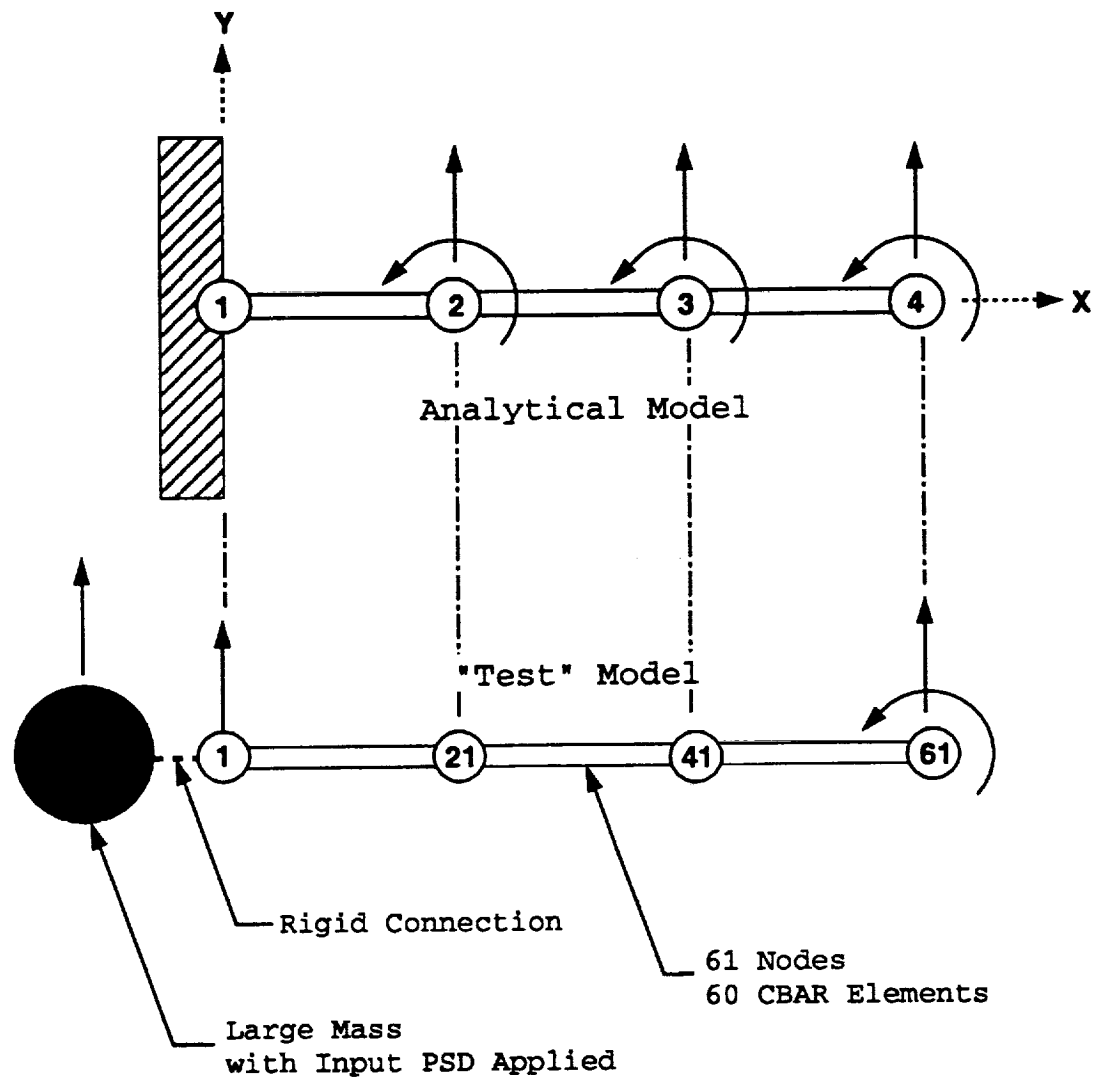 Y
1
2
3
4
X
Analytical Model
"Test" Model
1
21
41
61
Rigid Connection
61 Nodes
60 CBAR Elements
Large Mass
with Input PSD Applied